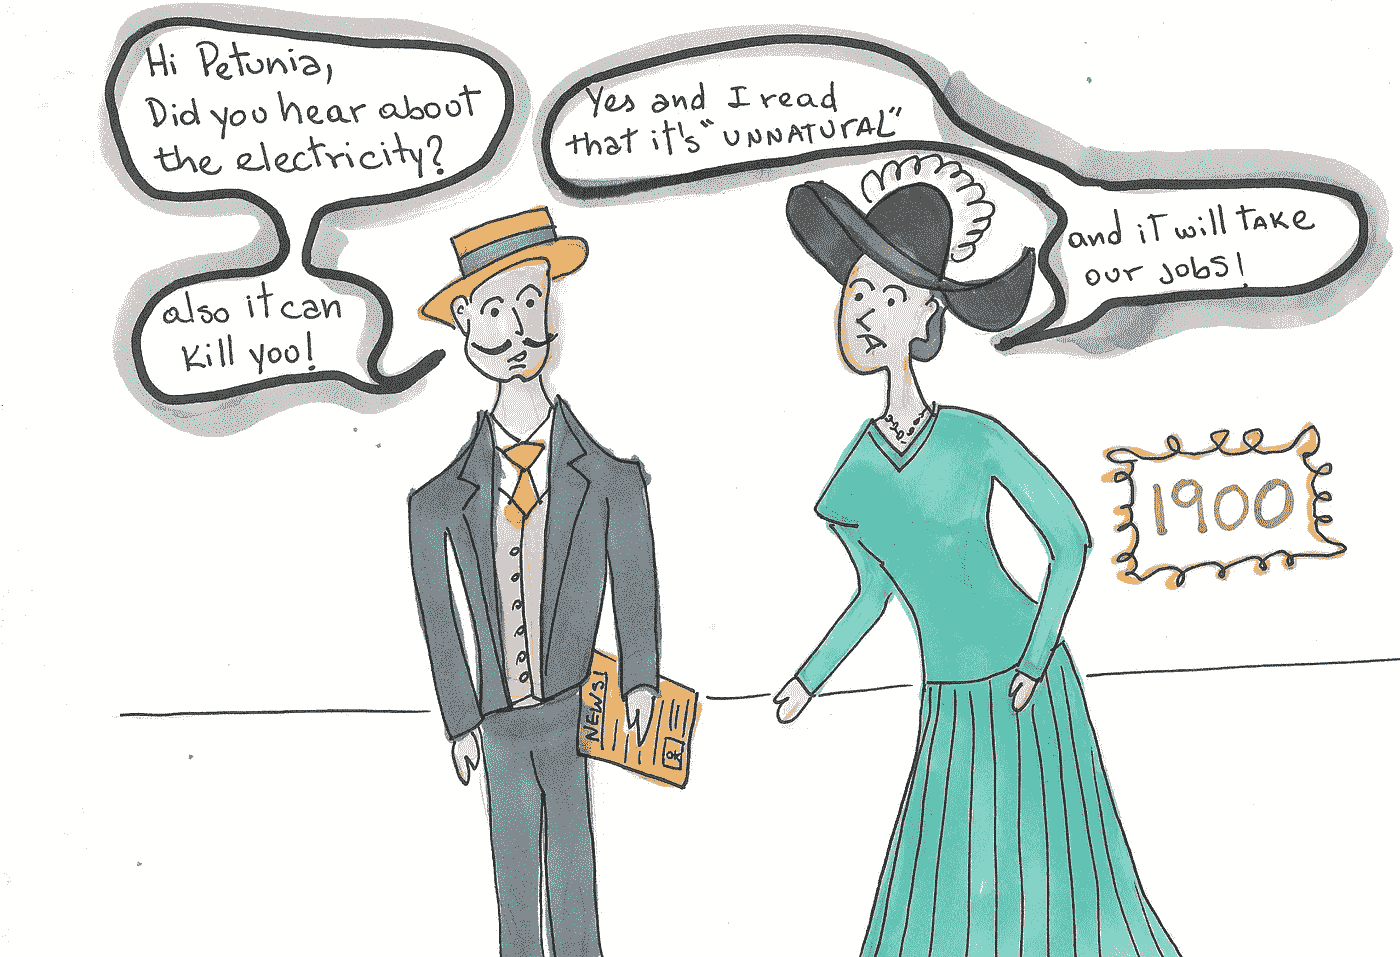 Hi Petunia,
Did you hear about
the electricity?
also it can
kill yoo!
Yes and I read
that it's "UNNATURAL"
and it will TAKE
our JOBS!
1900
NEWS!